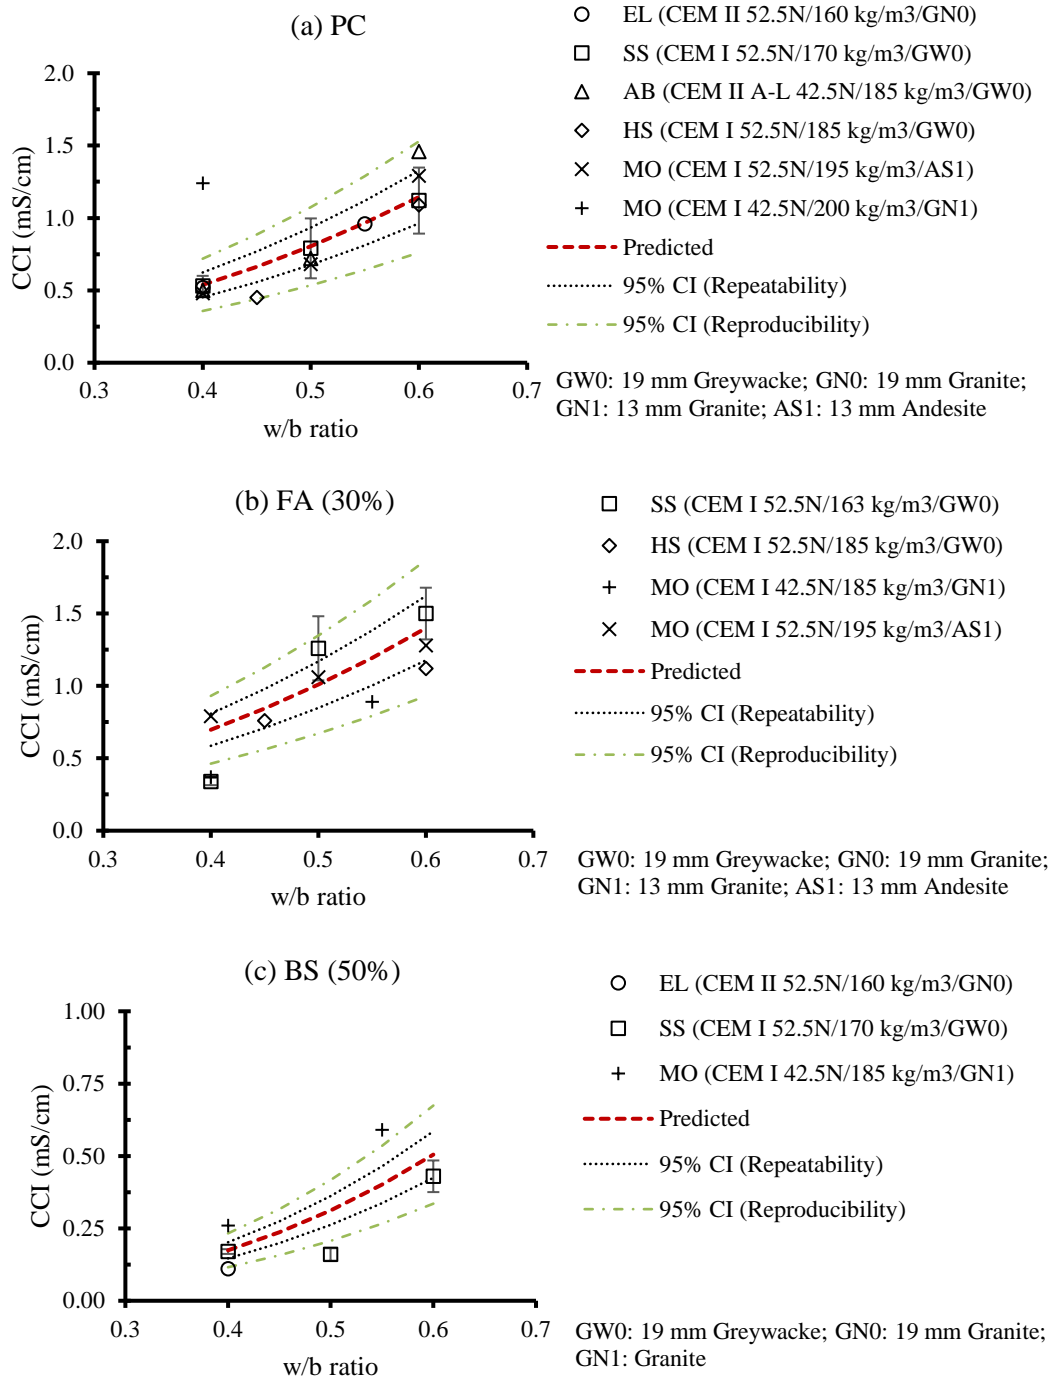 (a) PC
EL (CEM II 52.5N/160 kg/m3/GN0)
SS (CEM I 52.5N/170 kg/m3/GW0)
AB (CEM II A-L 42.5N/185 kg/m3/GW0)
HS (CEM I 52.5N/185 kg/m3/GW0)
MO (CEM I 52.5N/195 kg/m3/AS1)
MO (CEM I 42.5N/200 kg/m3/GN1)
Predicted
95% CI (Repeatability)
95% CI (Reproducibility)
CCI (mS/cm)
2.0
1.5
1.0
0.5
0.0
0.3 0.4 0.5 0.6 0.7
w/b ratio
GW0: 19 mm Greywacke; GN0: 19 mm Granite;
GN1: 13 mm Granite; AS1: 13 mm Andesite
(b) FA (30%)
SS (CEM I 52.5N/163 kg/m3/GW0)
HS (CEM I 52.5N/185 kg/m3/GW0)
MO (CEM I 42.5N/185 kg/m3/GN1)
MO (CEM I 52.5N/195 kg/m3/AS1)
Predicted
95% CI (Repeatability)
95% CI (Reproducibility)
CCI (mS/cm)
2.0
1.5
1.0
0.5
0.0
0.3 0.4 0.5 0.6 0.7
w/b ratio
GW0: 19 mm Greywacke; GN0: 19 mm Granite;
GN1: 13 mm Granite; AS1: 13 mm Andesite
(c) BS (50%)
EL (CEM II 52.5N/160 kg/m3/GN0)
SS (CEM I 52.5N/170 kg/m3/GW0)
MO (CEM I 42.5N/185 kg/m3/GN1)
Predicted
95% CI (Repeatability)
95% CI (Reproducibility)
CCI (mS/cm)
1.00
0.75
0.50
0.25
0.00
0.3 0.4 0.5 0.6 0.7
w/b ratio
GW0: 19 mm Greywacke; GN0: 19 mm Granite;
GN1: Granite